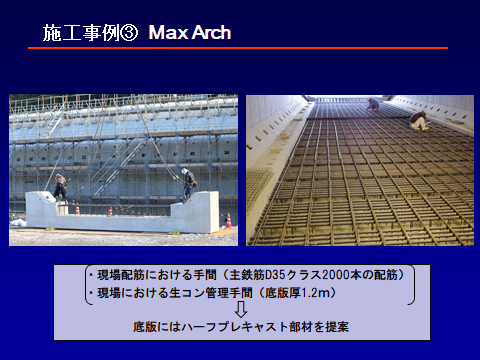 施工事例③ Max Arch
・現場配筋における手間（主鉄筋D35クラス2000本の配筋）
・現場における生コン管理手間（底版厚1.2ｍ）
底版にはハーフプレキャスト部材を提案